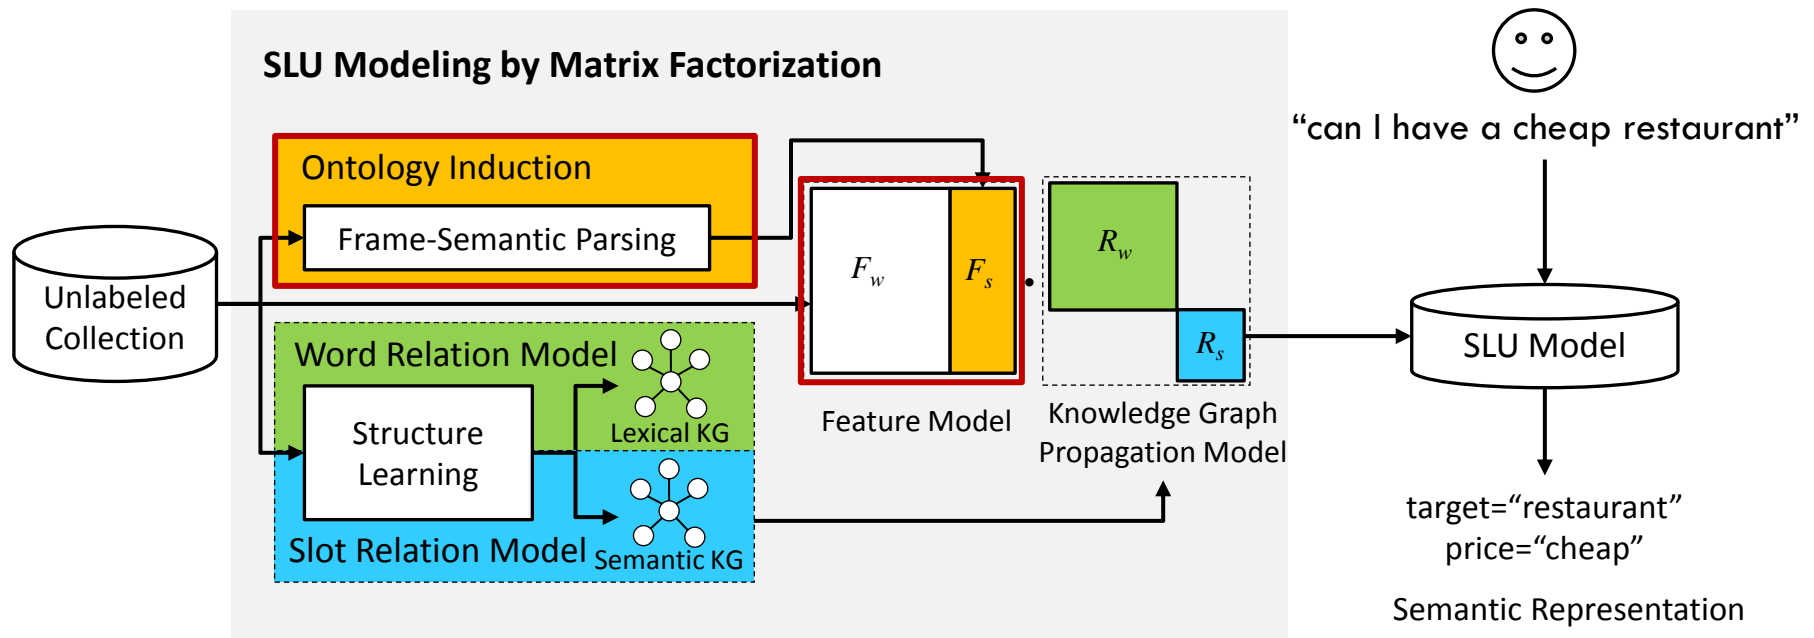 SLU Modeling by Matrix Factorization
“can I have a cheap restaurant”
Ontology Induction
Frame-Semantic Parsing
Unlabeled
Collection
Word Relation Model
Structure
Learning
Lexical KG
Slot Relation Model
Semantic KG
F_w
F_s
·
R_w
R_s
Feature Model
Knowledge Graph
Propagation Model
SLU Model
target=“restaurant”
price=“cheap”
Semantic Representation